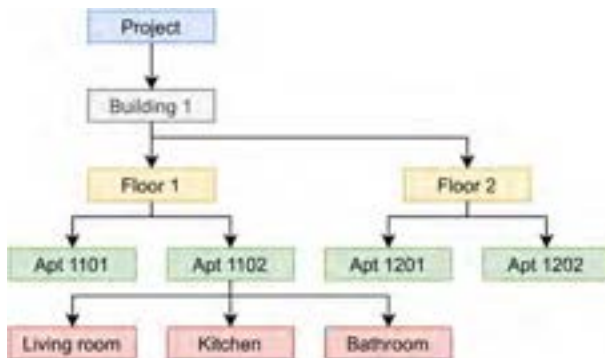 Project
Building 1
Floor 1
Floor 2
Apt 1101
Apt 1102
Apt 1201
Apt 1202
Living room
Kitchen
Bathroom